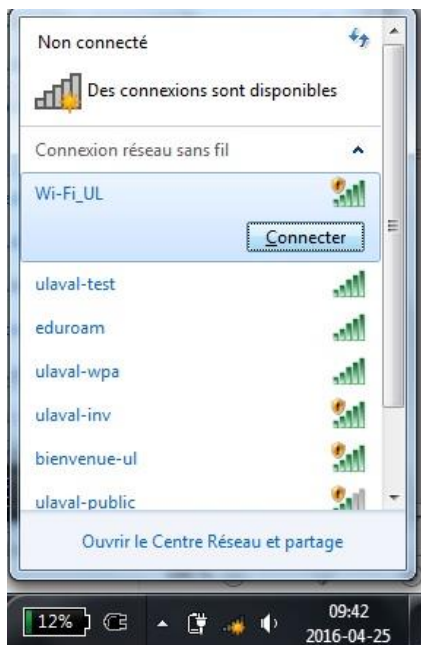 Non connecté
Des connexions sont disponibles
Connexion réseau sans fil
Wi-Fi_UL
Connecter
ulaval-test
eduroam
ulaval-wpa
ulaval-inv
bienvenue-ul
ulaval-public
Ouvrir le Centre Réseau et partage
12%
09:42
2016-04-25